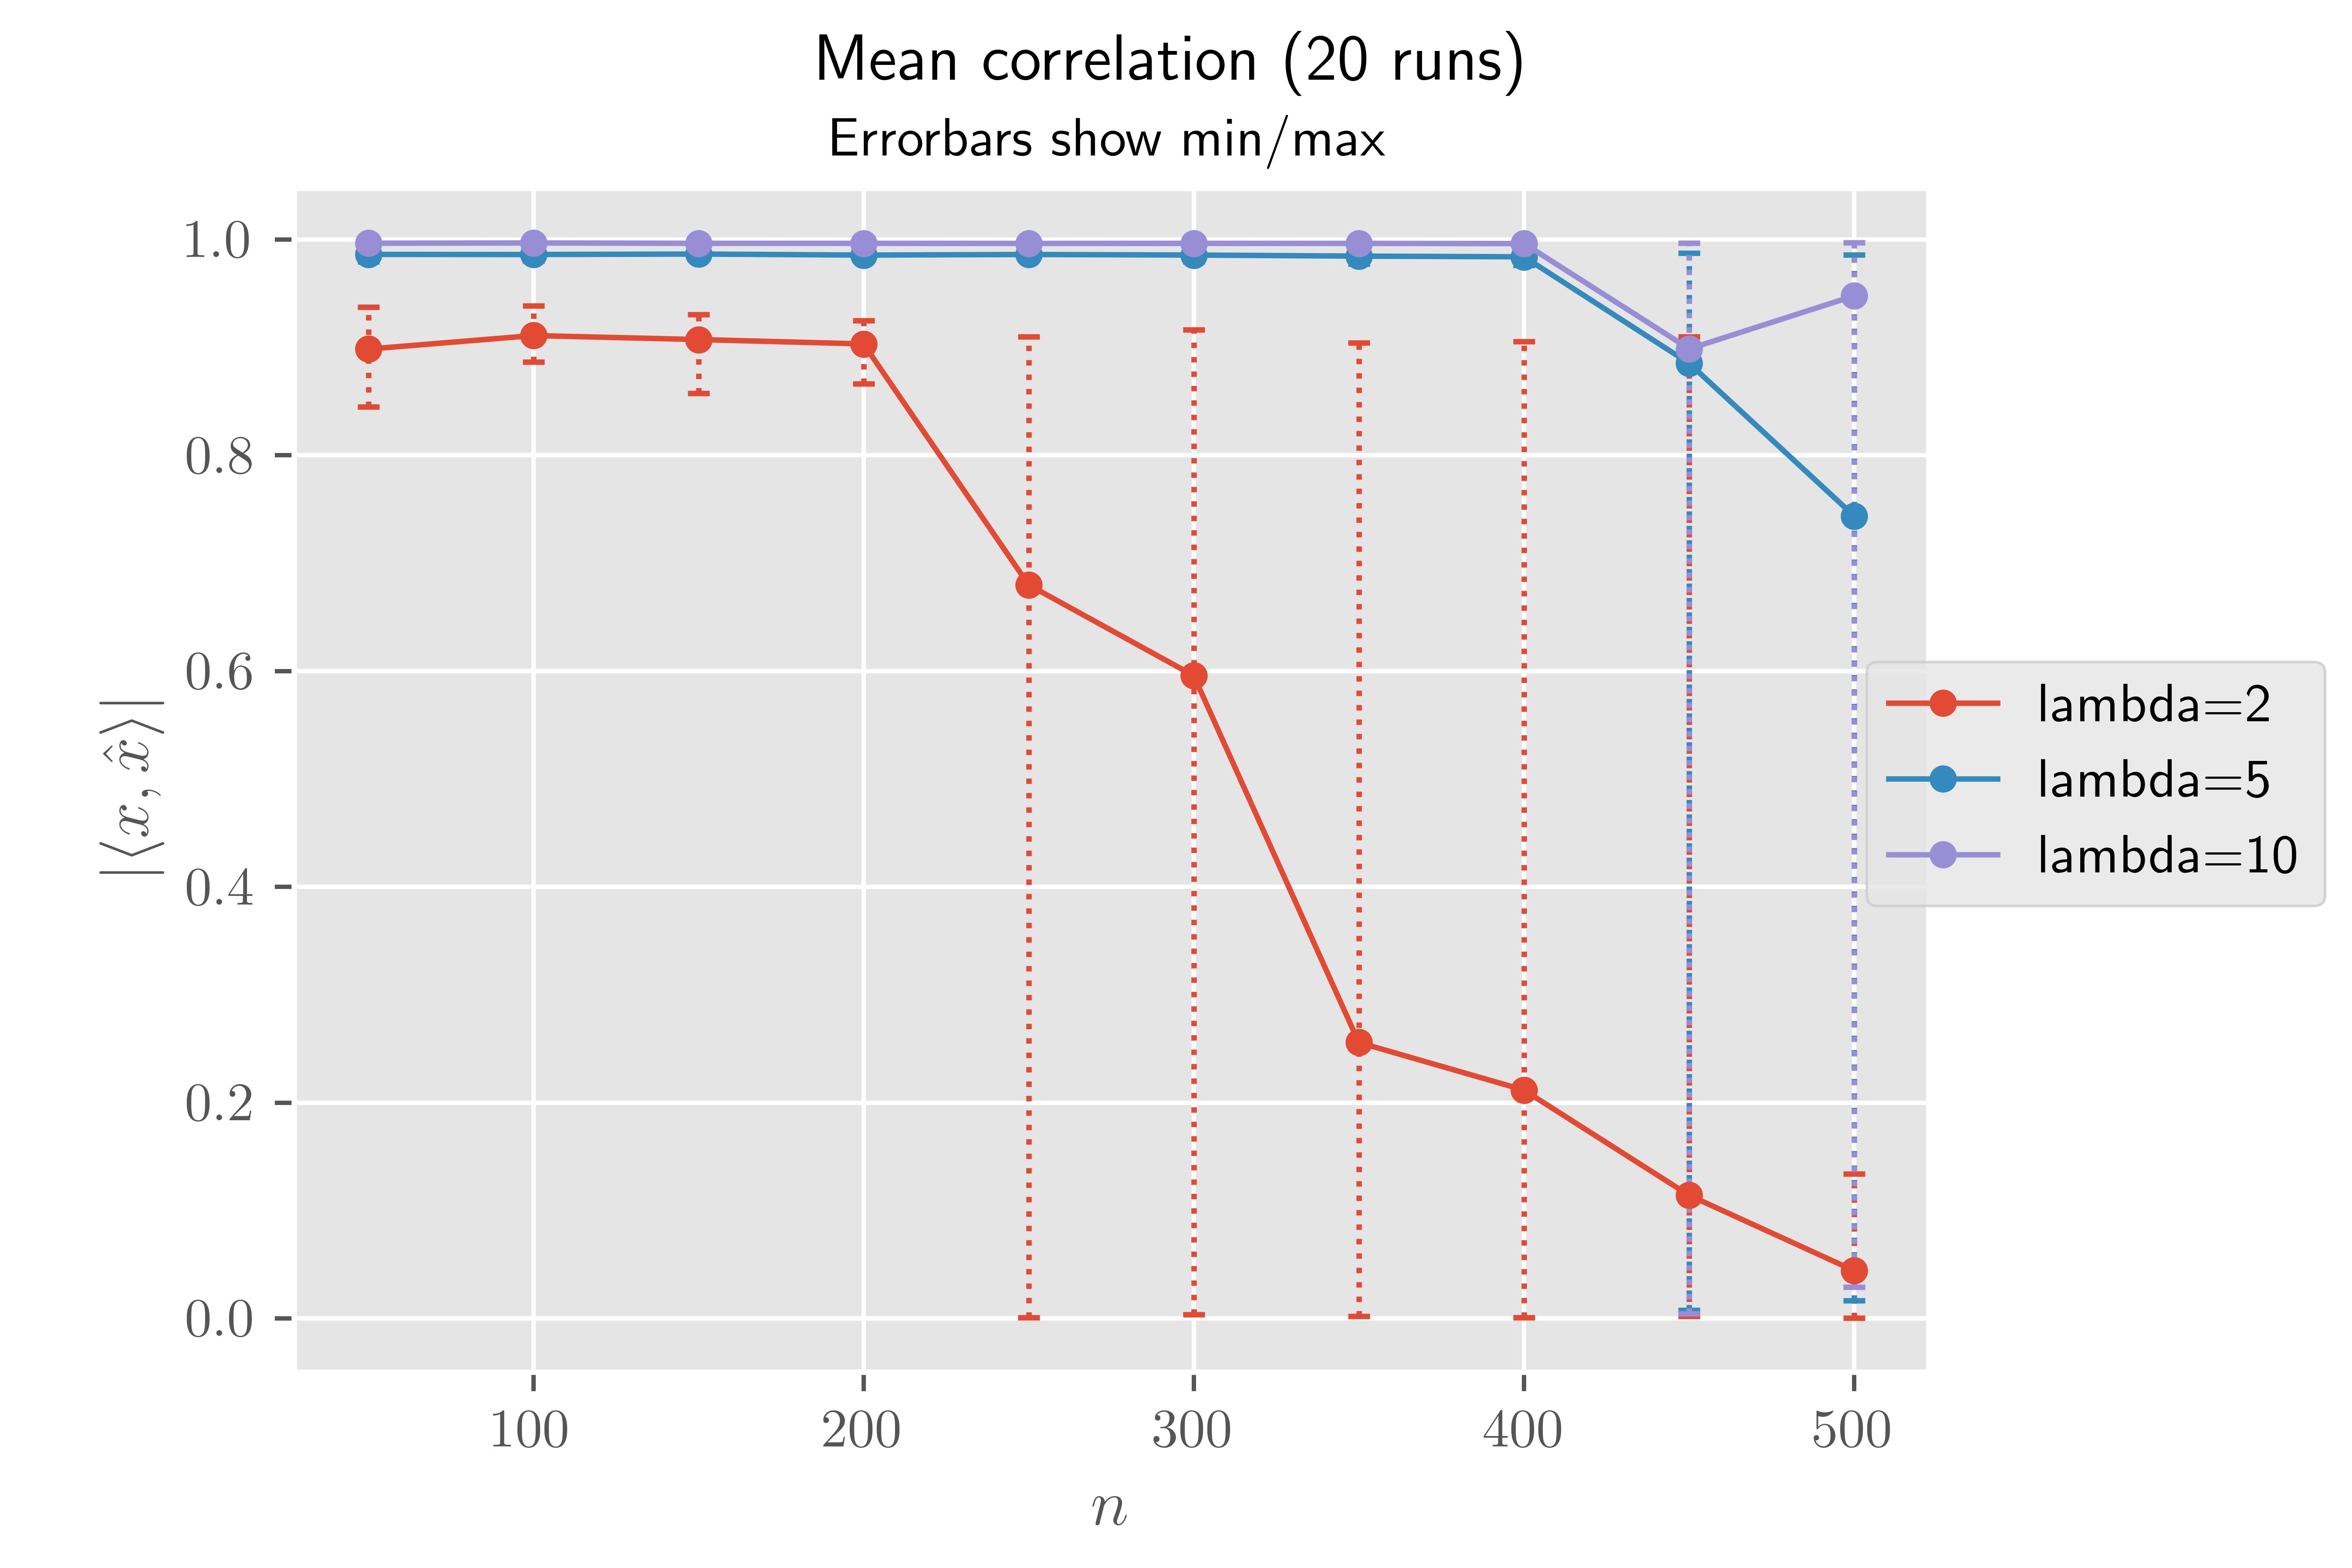 Mean correlation (20 runs)
Errorbars show min/max
1.0
0.8
0.6
0.4
0.2
0.0
|⟨x, x̂⟩|
lambda=2
lambda=5
lambda=10
100 200 300 400 500
n